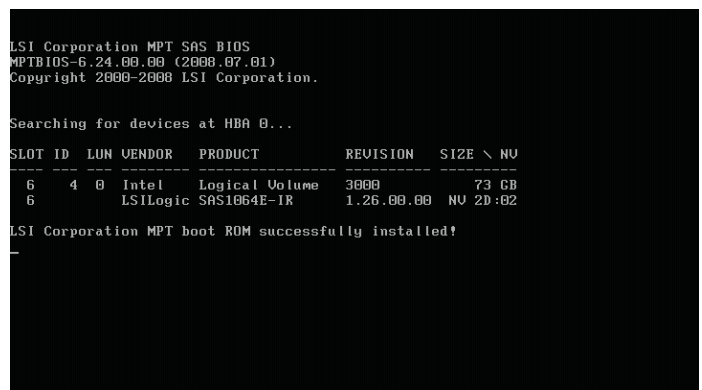 LSI Corporation MPT SAS BIOS
MPTBIOS-6.24.00.00 (2008.07.01)
Copyright 2000-2008 LSI Corporation.
Searching for devices at HBA 0...
SLOT ID LUN VENDOR PRODUCT REVISION SIZE \ NV
---- --- --- -------- ---------------- ---------- ---------
6 4 0 Intel Logical Volume 3000 73 GB
6 LSILogic SAS1064E-IR 1.26.00.00 NV 2D:02
LSI Corporation MPT boot ROM successfully installed!
_